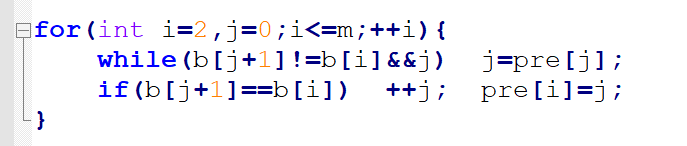 for(int i=2,j=0;i<=m;++i){
    while(b[j+1]!=b[i]&&j)  j=pre[j];
    if(b[j+1]==b[i])  ++j;  pre[i]=j;
}